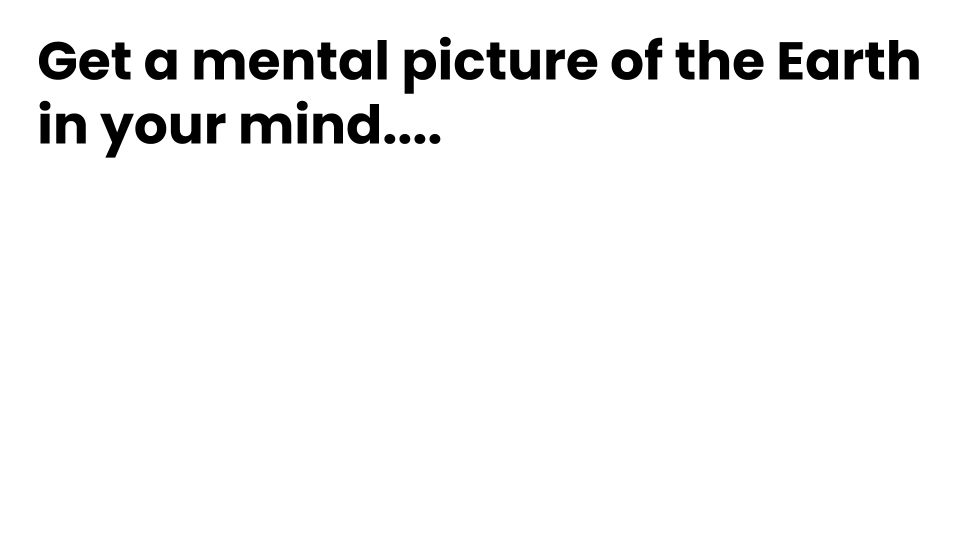 Get a mental picture of the Earth
in your mind....